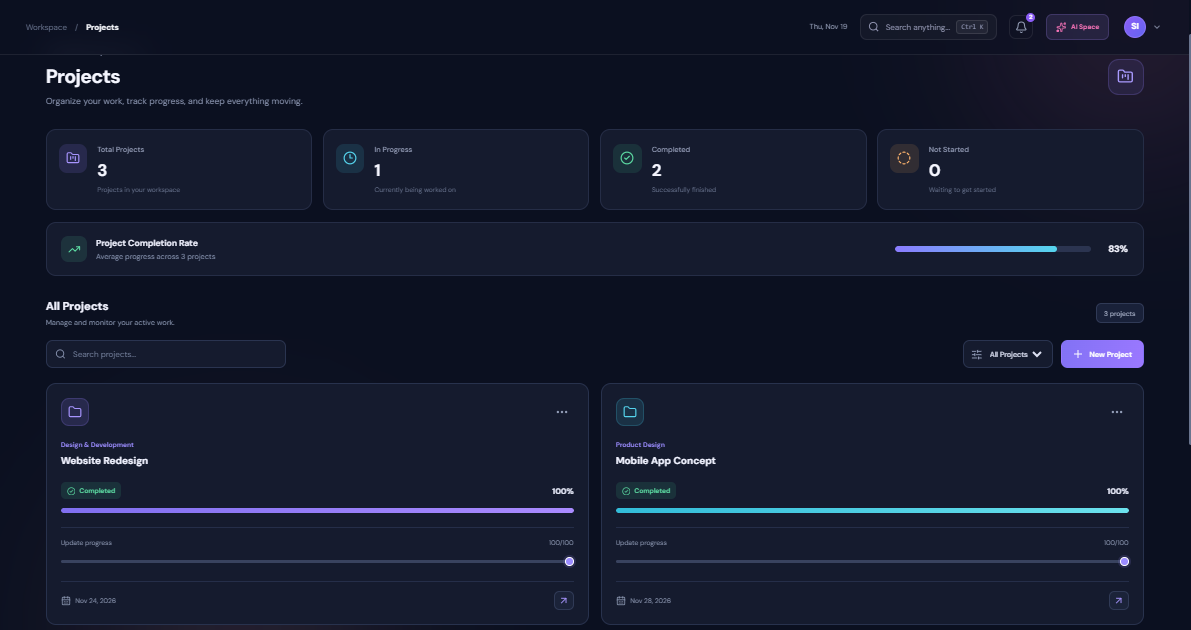 Workspace / Projects
Thu, Nov 19
Search anything...
Ctrl K
3
AI Space
SI
Projects
Organize your work, track progress, and keep everything moving.
Total Projects
3
Projects in your workspace
In Progress
1
Currently being worked on
Completed
2
Successfully finished
Not Started
0
Waiting to get started
Project Completion Rate
Average progress across 3 projects
83%
All Projects
Manage and monitor your active work.
3 projects
Search projects...
All Projects
New Project
Design & Development
Website Redesign
Completed
100%
Update progress
100/100
Nov 24, 2026
Product Design
Mobile App Concept
Completed
100%
Update progress
100/100
Nov 28, 2026